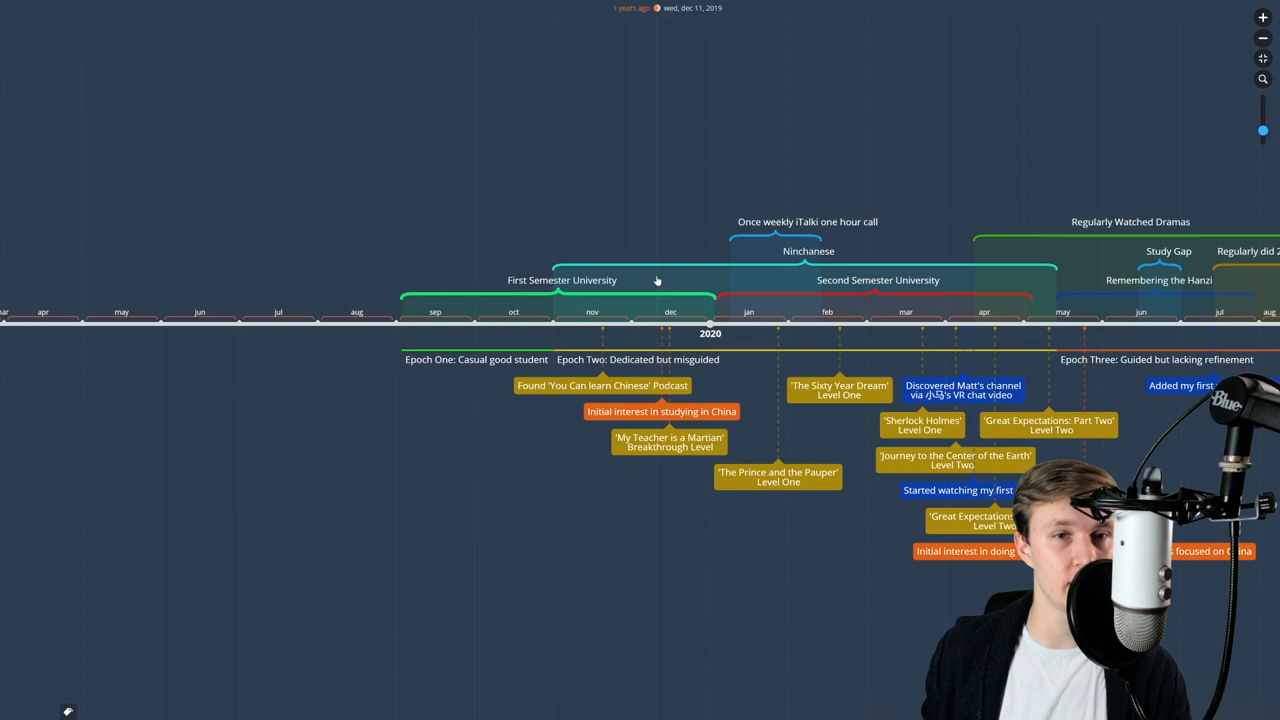 1 years ago wed, dec 11, 2019
Once weekly iTalki one hour call
Regularly Watched Dramas
Ninchanese
Study Gap
Regularly did 2
First Semester University
Second Semester University
Remembering the Hanzi
apr may jun jul aug sep oct nov dec jan feb mar apr may jun jul aug
2020
Epoch One: Casual good student
Epoch Two: Dedicated but misguided
Epoch Three: Guided but lacking refinement
Found 'You Can learn Chinese' Podcast
'The Sixty Year Dream'
Level One
Discovered Matt's channel
via 小马's VR chat video
Added my first
Initial interest in studying in China
'Sherlock Holmes'
Level One
'Great Expectations: Part Two'
Level Two
'My Teacher is a Martian'
Breakthrough Level
'Journey to the Center of the Earth'
Level Two
'The Prince and the Pauper'
Level One
Started watching my first
'Great Expectations
Level Two
Initial interest in doing
focused on China
Blue